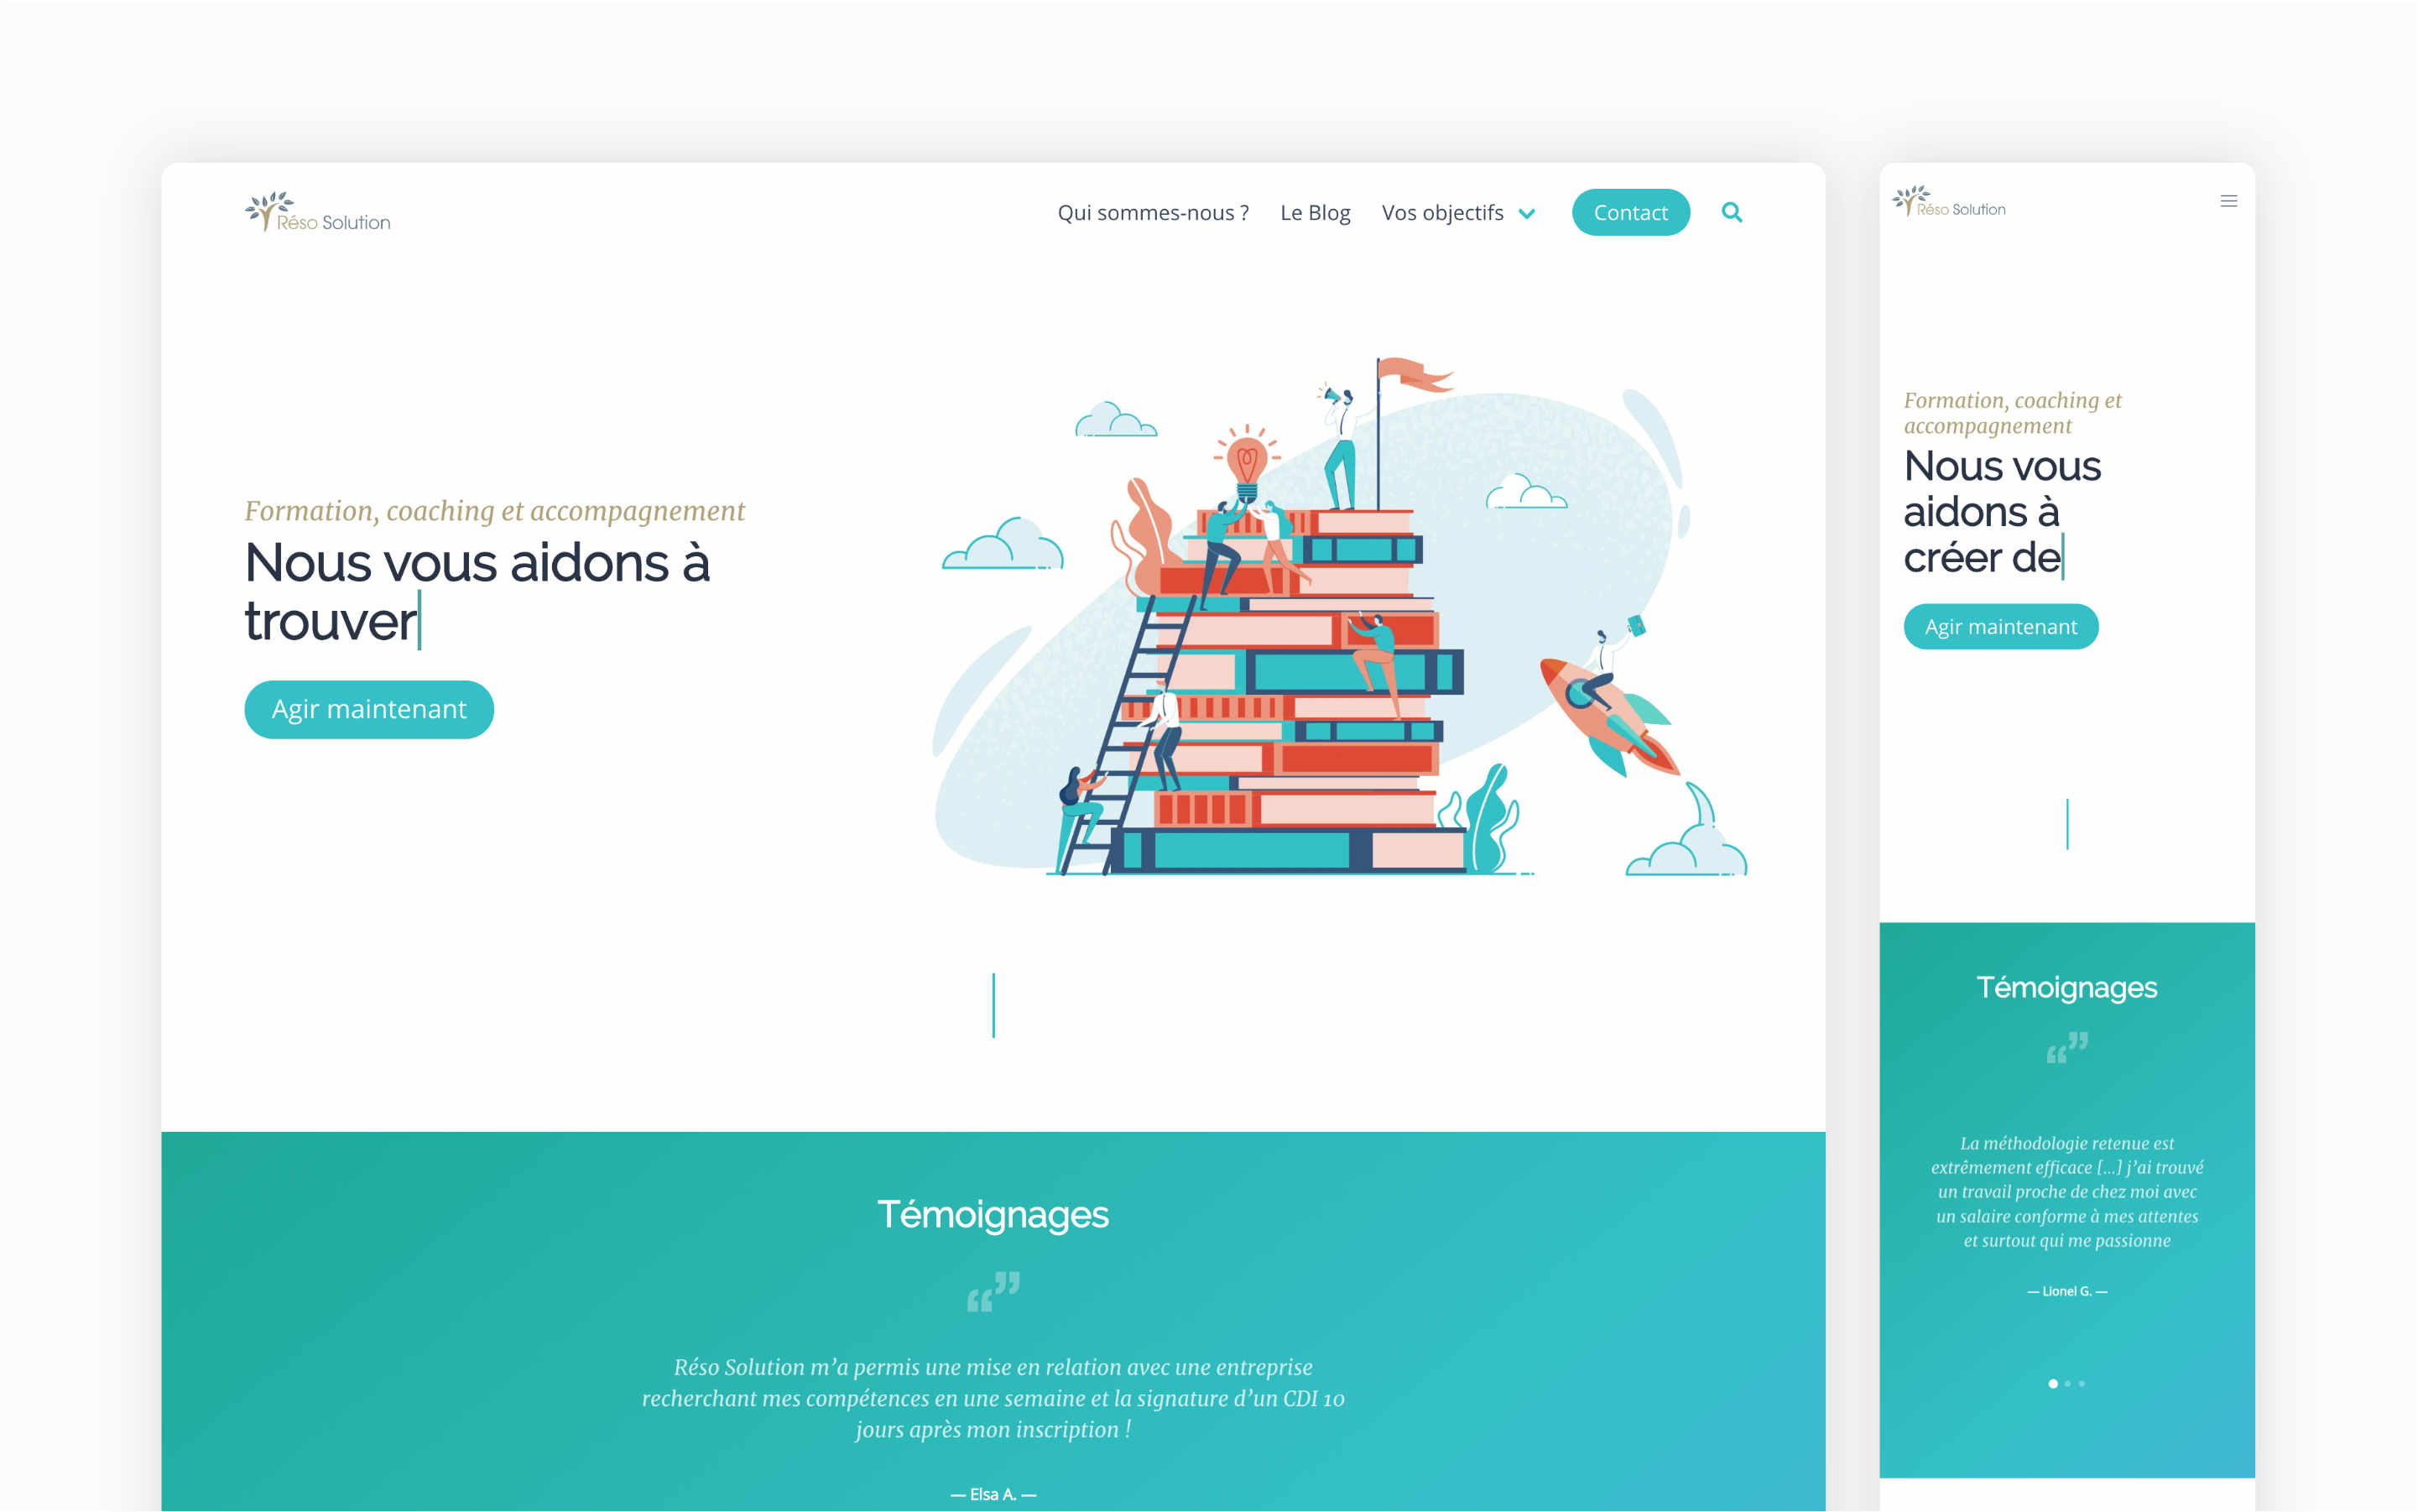 Réso Solution
Qui sommes-nous ?
Le Blog
Vos objectifs
Contact
Formation, coaching et accompagnement
Nous vous aidons à
trouver
Agir maintenant
Témoignages
“”
Réso Solution m’a permis une mise en relation avec une entreprise
recherchant mes compétences en une semaine et la signature d’un CDI 10
jours après mon inscription !
— Elsa A. —
Réso Solution
Formation, coaching et
accompagnement
Nous vous
aidons à
créer de
Agir maintenant
Témoignages
“”
La méthodologie retenue est
extrêmement efficace [...] j’ai trouvé
un travail proche de chez moi avec
un salaire conforme à mes attentes
et surtout qui me passionne
— Lionel G. —